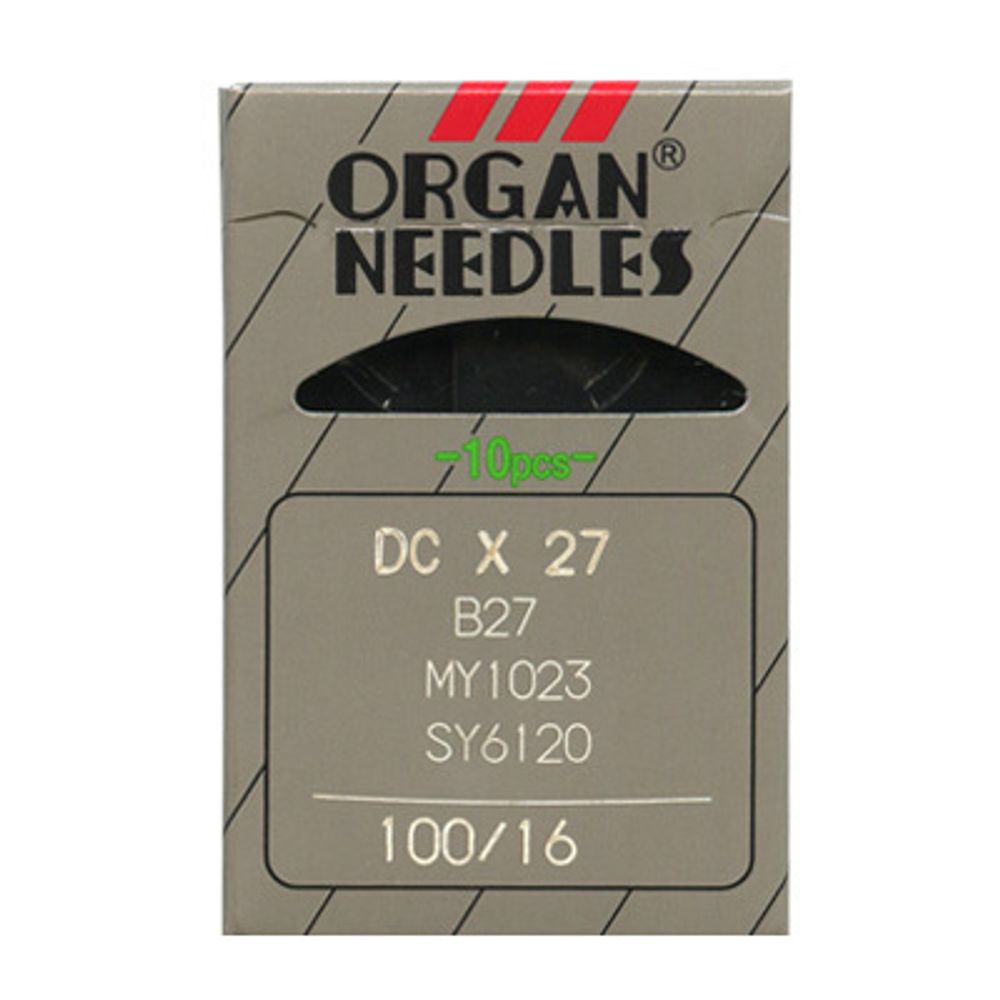 ORGAN®
NEEDLES
-10pcs-
DC X 27
B27
MY1023
SY6120
100/16